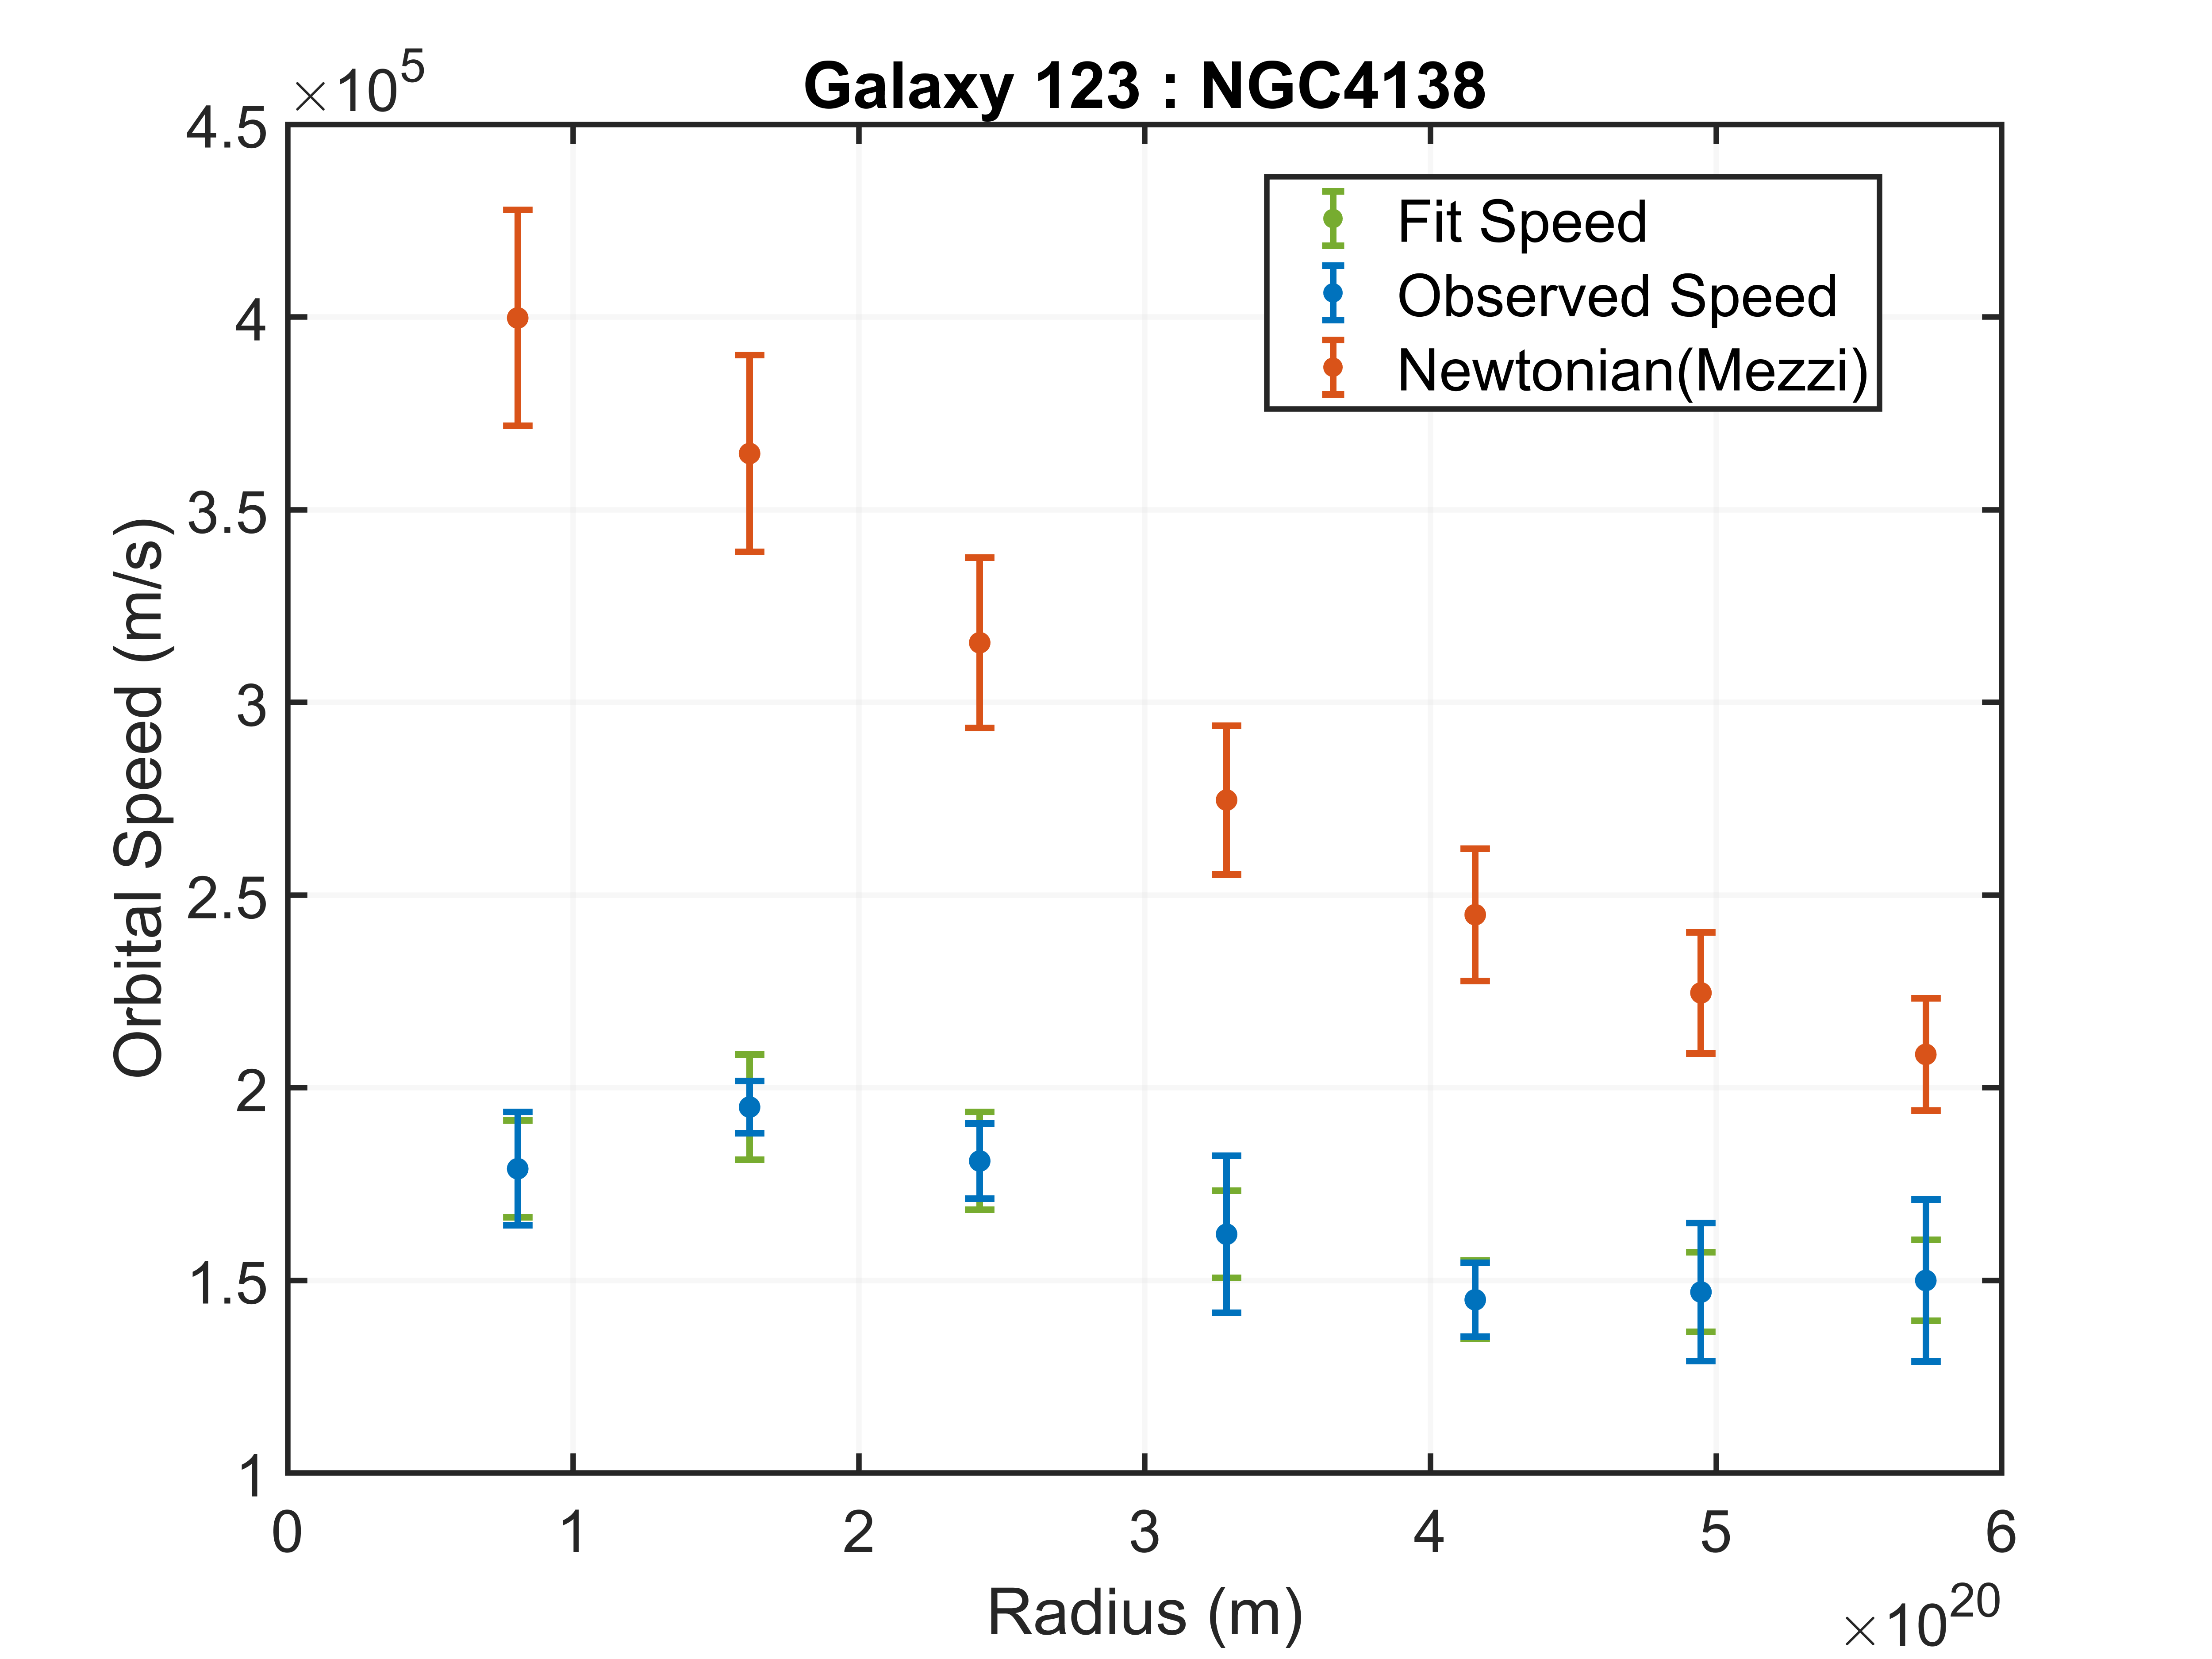 ×10^5
Galaxy 123 : NGC4138
4.5
4
3.5
3
2.5
2
1.5
1
Orbital Speed (m/s)
Fit Speed
Observed Speed
Newtonian(Mezzi)
0 1 2 3 4 5 6
Radius (m)
×10^20